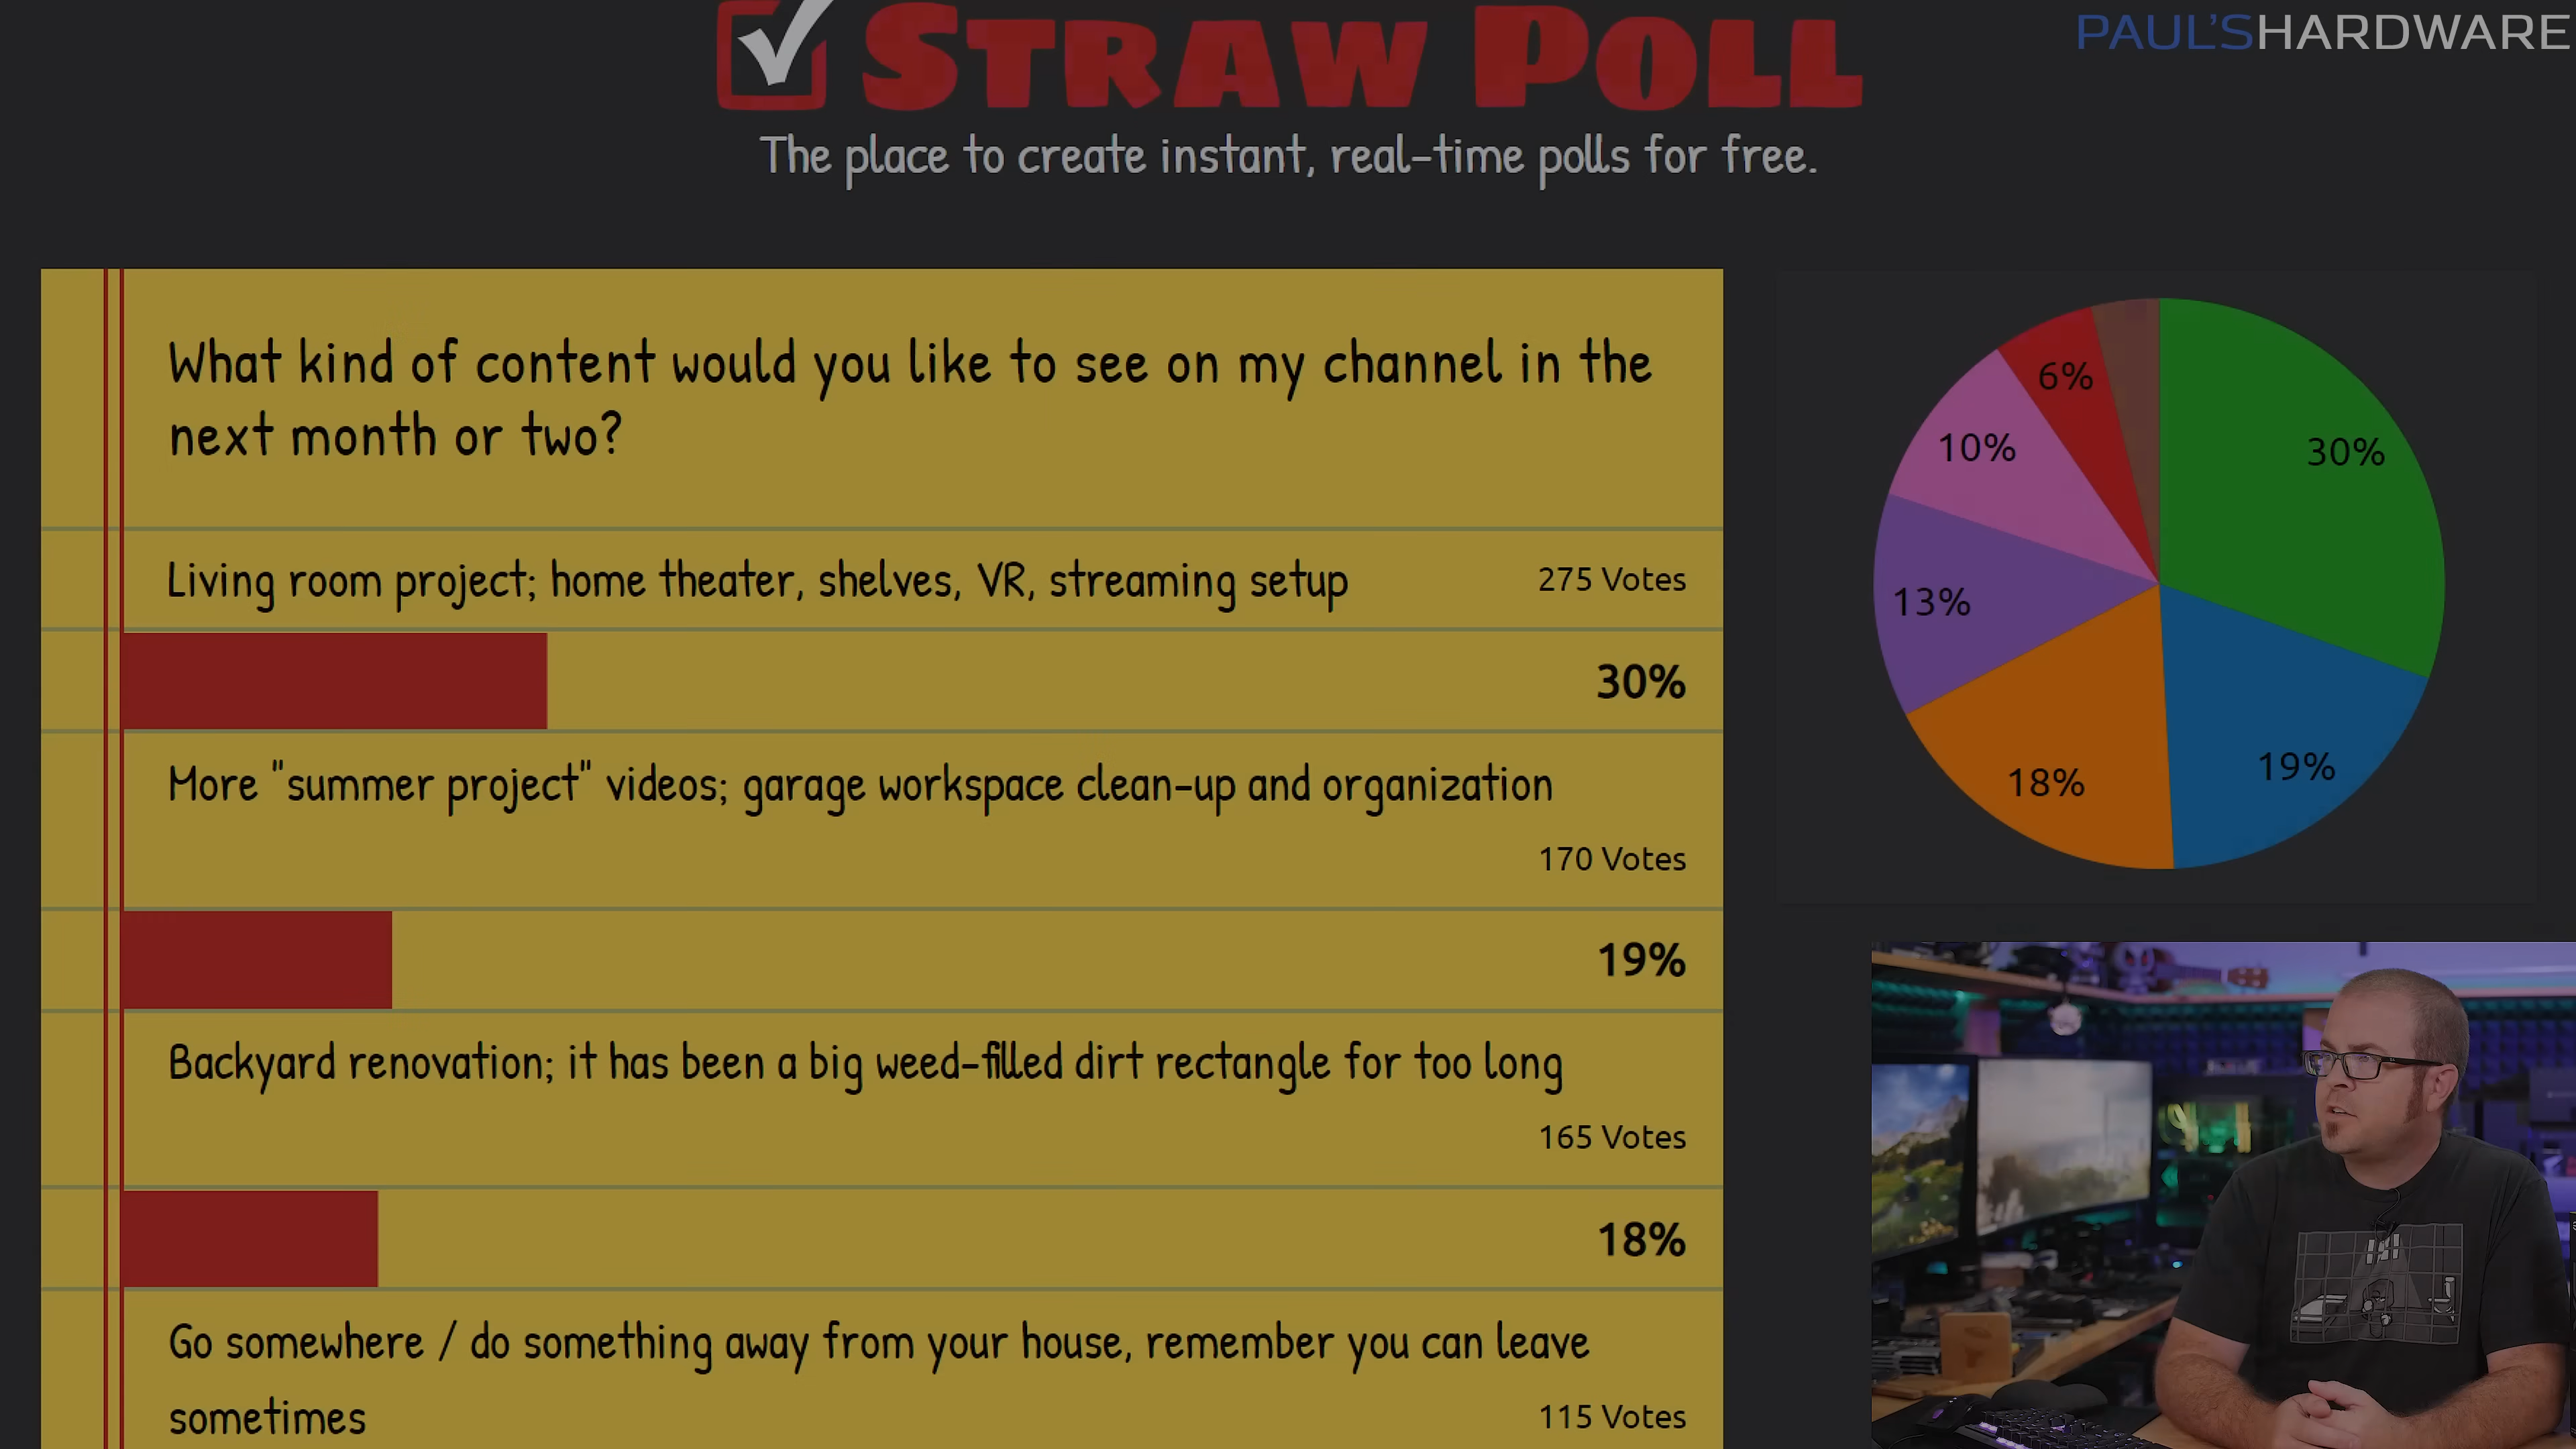 STRAW POLL
PAUL'SHARDWARE
The place to create instant, real-time polls for free.
What kind of content would you like to see on my channel in the
next month or two?
Living room project; home theater, shelves, VR, streaming setup 275 Votes
30%
More "summer project" videos; garage workspace clean-up and organization
170 Votes
19%
Backyard renovation; it has been a big weed-filled dirt rectangle for too long
165 Votes
18%
Go somewhere / do something away from your house, remember you can leave
sometimes 115 Votes
6%
10%
30%
13%
18%
19%